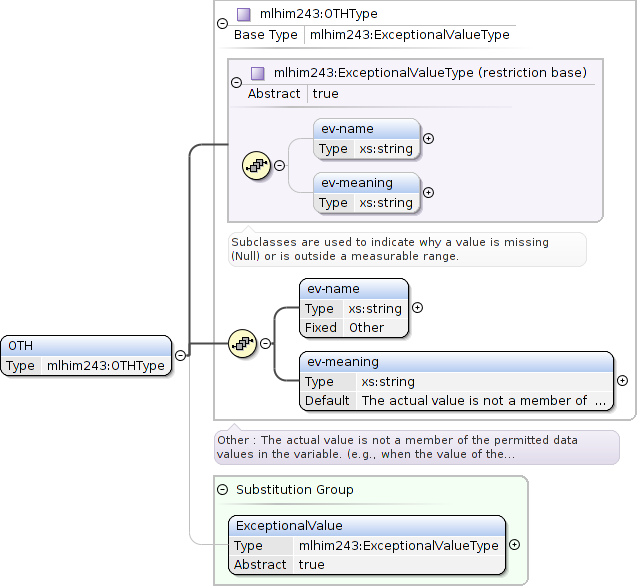 mlhim243:OTHType
Base Type mlhim243:ExceptionalValueType
mlhim243:ExceptionalValueType (restriction base)
Abstract true
ev-name
Type xs:string
ev-meaning
Type xs:string
Subclasses are used to indicate why a value is missing
(Null) or is outside a measurable range.
OTH
Type mlhim243:OTHType
ev-name
Type xs:string
Fixed Other
ev-meaning
Type xs:string
Default The actual value is not a member of ...
Other : The actual value is not a member of the permitted data
values in the variable. (e.g., when the value of the...
Substitution Group
ExceptionalValue
Type mlhim243:ExceptionalValueType
Abstract true